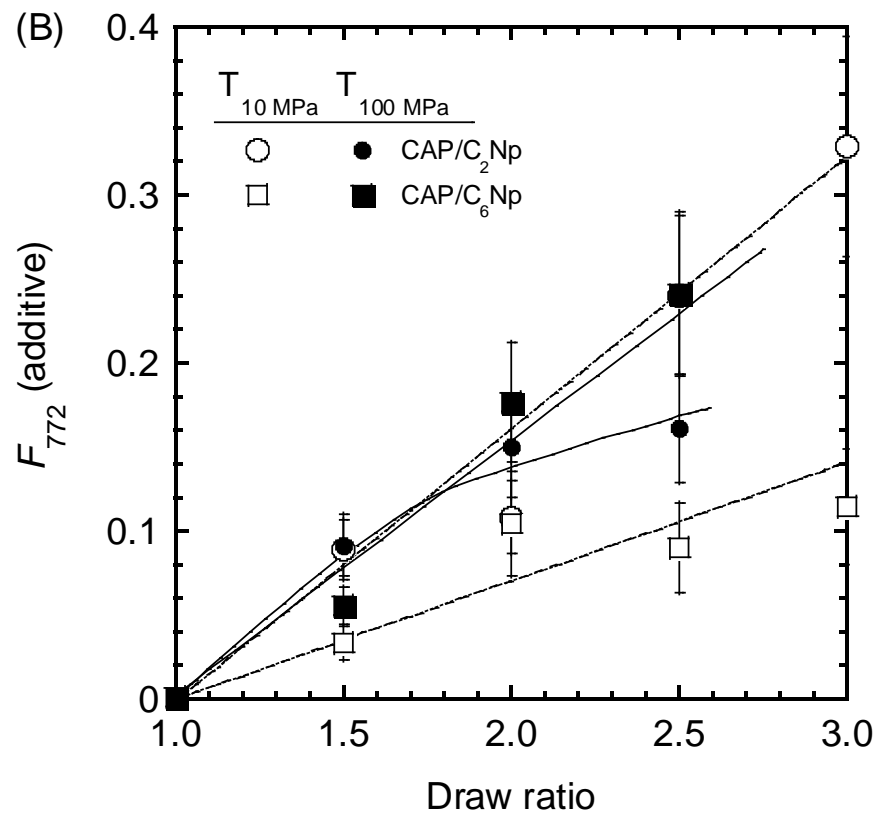 (B)
0.4
T10 MPa T100 MPa
CAP/C2Np
CAP/C6Np
0.3
0.2
0.1
0
F772 (additive)
1.0 1.5 2.0 2.5 3.0
Draw ratio